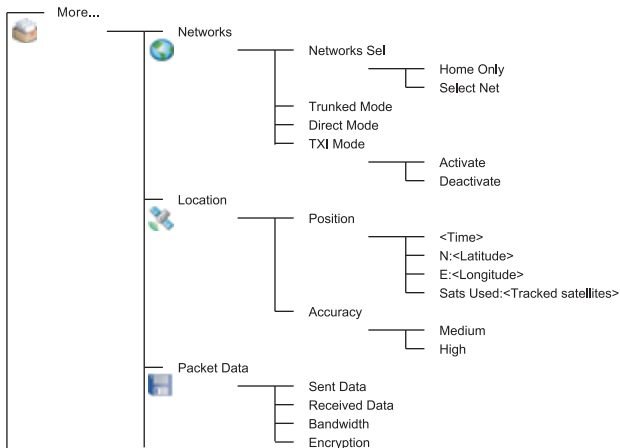 More...
Networks
Networks Sel
Home Only
Select Net
Trunked Mode
Direct Mode
TXI Mode
Activate
Deactivate
Location
Position
<Time>
N:<Latitude>
E:<Longitude>
Sats Used:<Tracked satellites>
Accuracy
Medium
High
Packet Data
Sent Data
Received Data
Bandwidth
Encryption